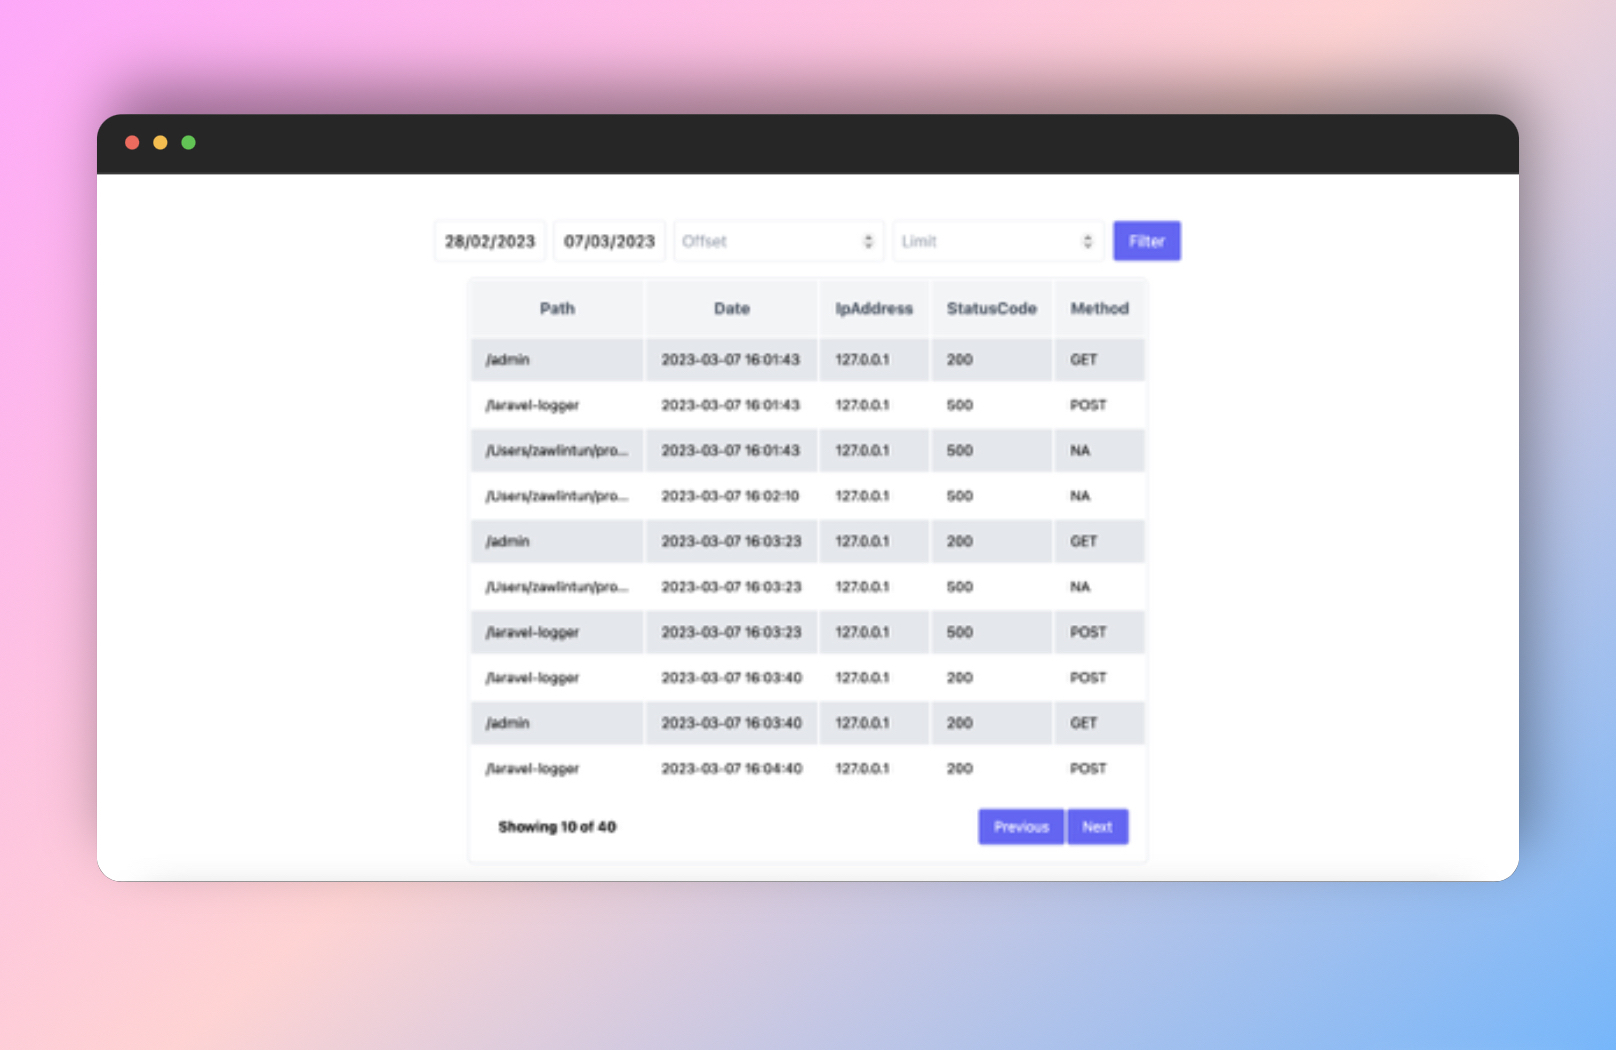 28/02/2023 07/03/2023 Offset Limit Filter
Path Date IpAddress StatusCode Method
/admin 2023-03-07 16:01:43 127.0.0.1 200 GET
/laravel-logger 2023-03-07 16:01:43 127.0.0.1 500 POST
/Users/zawlintun/pro... 2023-03-07 16:01:43 127.0.0.1 500 NA
/Users/zawlintun/pro... 2023-03-07 16:02:10 127.0.0.1 500 NA
/admin 2023-03-07 16:03:23 127.0.0.1 200 GET
/Users/zawlintun/pro... 2023-03-07 16:03:23 127.0.0.1 500 NA
/laravel-logger 2023-03-07 16:03:23 127.0.0.1 500 POST
/laravel-logger 2023-03-07 16:03:40 127.0.0.1 200 POST
/admin 2023-03-07 16:03:40 127.0.0.1 200 GET
/laravel-logger 2023-03-07 16:04:40 127.0.0.1 200 POST
Showing 10 of 40 Previous Next